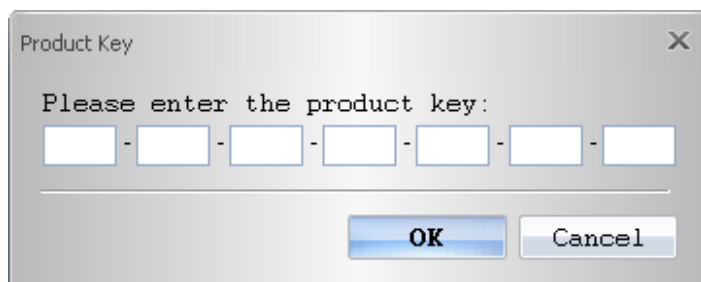 Product Key
Please enter the product key:
- - - - - -
OK Cancel